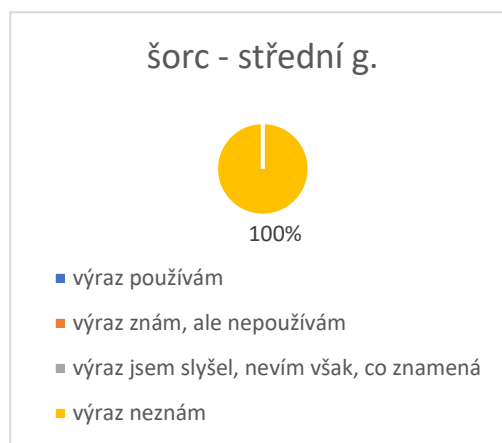 šorc - střední g.
100%
výraz používám
výraz znám, ale nepoužívám
výraz jsem slyšel, nevím však, co znamená
výraz neznám